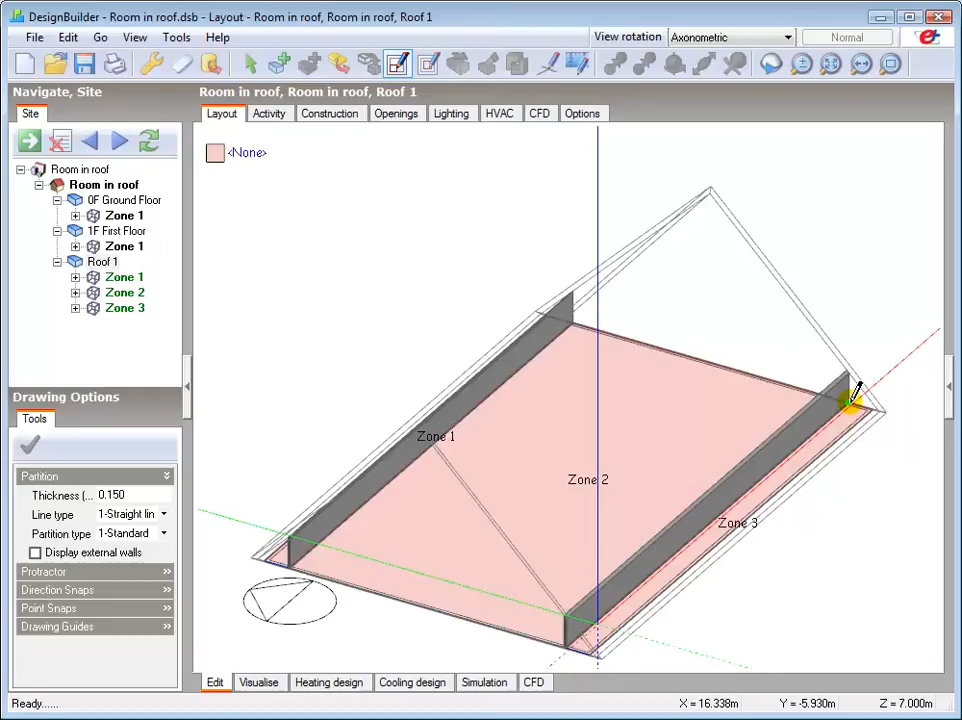 DesignBuilder - Room in roof.dsb - Layout - Room in roof, Room in roof, Roof 1
File Edit Go View Tools Help
View rotation Axonometric Normal
Navigate, Site
Room in roof, Room in roof, Roof 1
Site
Layout Activity Construction Openings Lighting HVAC CFD Options
<None>
Room in roof
Room in roof
0F Ground Floor
Zone 1
1F First Floor
Zone 1
Roof 1
Zone 1
Zone 2
Zone 3
Zone 1
Zone 2
Zone 3
Drawing Options
Tools
Partition
Thickness (... 0.150
Line type 1-Straight lin
Partition type 1-Standard
Display external walls
Protractor
Direction Snaps
Point Snaps
Drawing Guides
Edit Visualise Heating design Cooling design Simulation CFD
Ready......
X = 16.338m Y = -5.930m Z = 7.000m